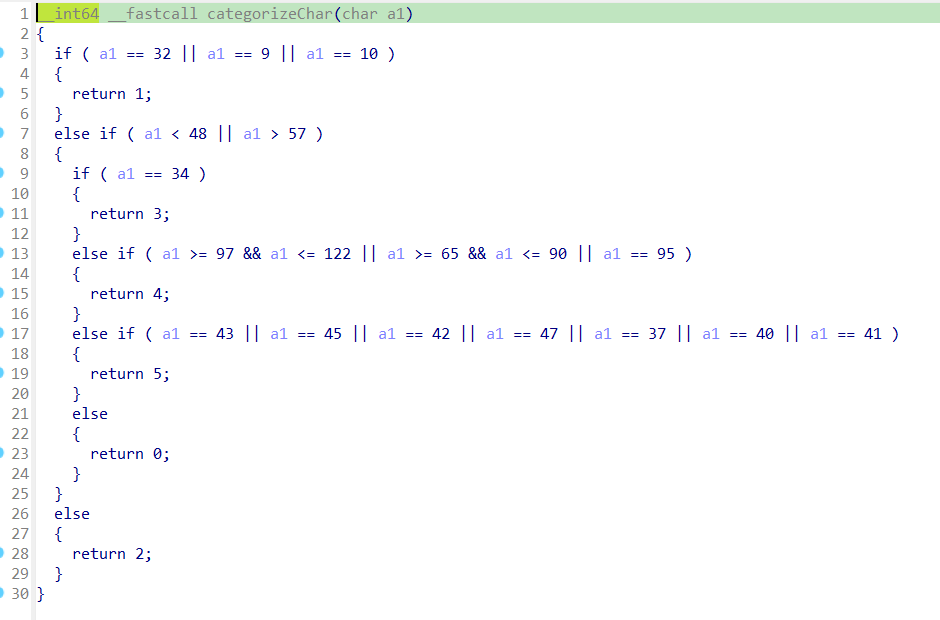 1 __int64 __fastcall categorizeChar(char a1)
2 {
3   if ( a1 == 32 || a1 == 9 || a1 == 10 )
4   {
5     return 1;
6   }
7   else if ( a1 < 48 || a1 > 57 )
8   {
9     if ( a1 == 34 )
10     {
11       return 3;
12     }
13     else if ( a1 >= 97 && a1 <= 122 || a1 >= 65 && a1 <= 90 || a1 == 95 )
14     {
15       return 4;
16     }
17     else if ( a1 == 43 || a1 == 45 || a1 == 42 || a1 == 47 || a1 == 37 || a1 == 40 || a1 == 41 )
18     {
19       return 5;
20     }
21     else
22     {
23       return 0;
24     }
25   }
26   else
27   {
28     return 2;
29   }
30 }